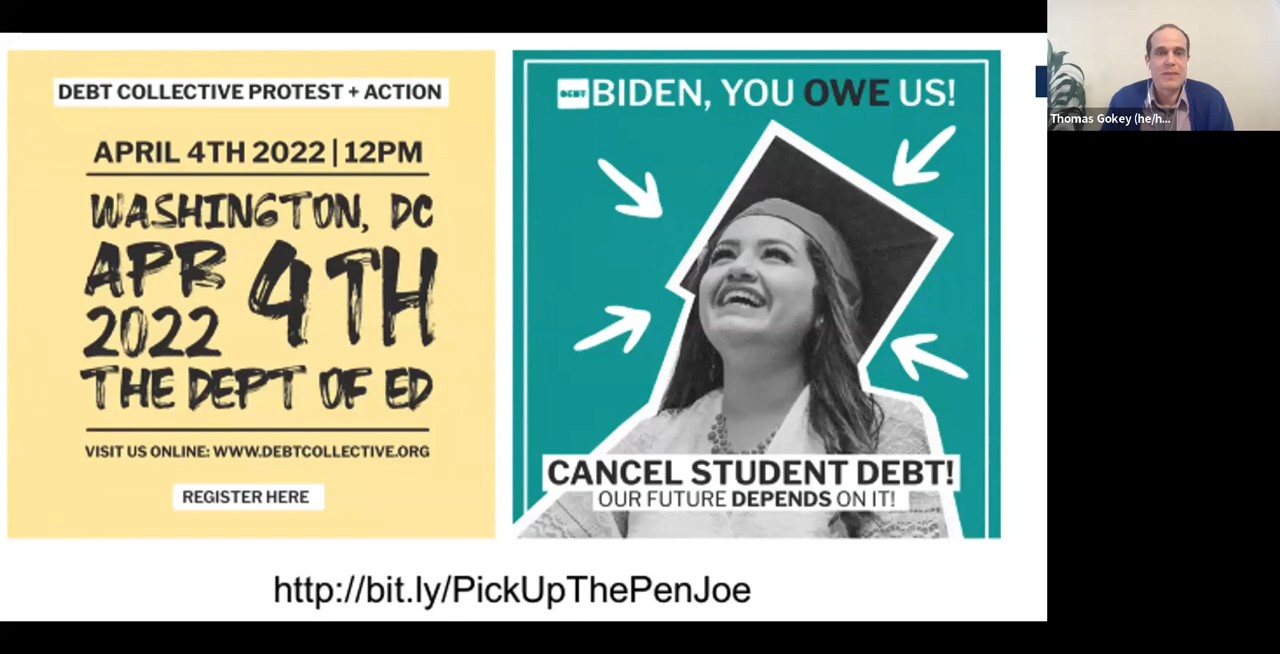 DEBT COLLECTIVE PROTEST + ACTION
APRIL 4TH 2022 | 12PM
WASHINGTON, DC
APR 4TH
2022
THE DEPT OF ED
VISIT US ONLINE: WWW.DEBTCOLLECTIVE.ORG
REGISTER HERE
DEBT
BIDEN, YOU OWE US!
CANCEL STUDENT DEBT!
OUR FUTURE DEPENDS ON IT!
http://bit.ly/PickUpThePenJoe
Thomas Gokey (he/h...